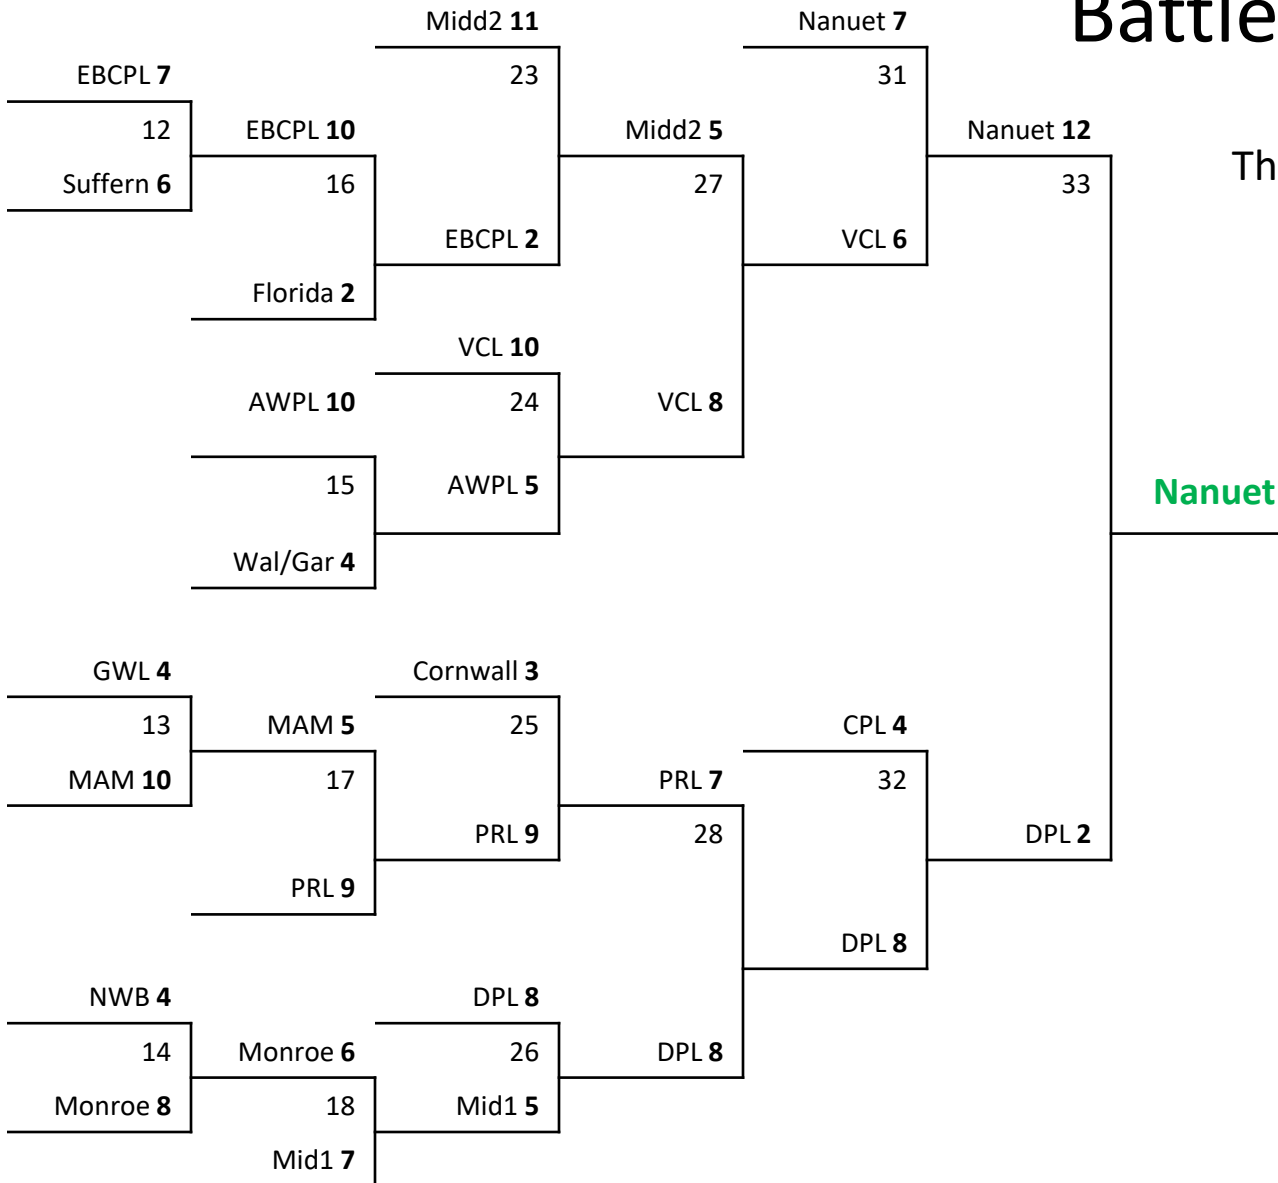 Battle
Midd2 11
Nanuet 7
EBCPL 7
23
31
12
EBCPL 10
Midd2 5
Nanuet 12
Th
Suffern 6
16
27
33
EBCPL 2
VCL 6
Florida 2
VCL 10
AWPL 10
24
VCL 8
15
AWPL 5
Nanuet
Wal/Gar 4
GWL 4
Cornwall 3
13
MAM 5
25
CPL 4
MAM 10
17
PRL 7
32
PRL 9
28
DPL 2
PRL 9
DPL 8
NWB 4
DPL 8
14
Monroe 6
26
DPL 8
Monroe 8
18
Mid1 5
Mid1 7